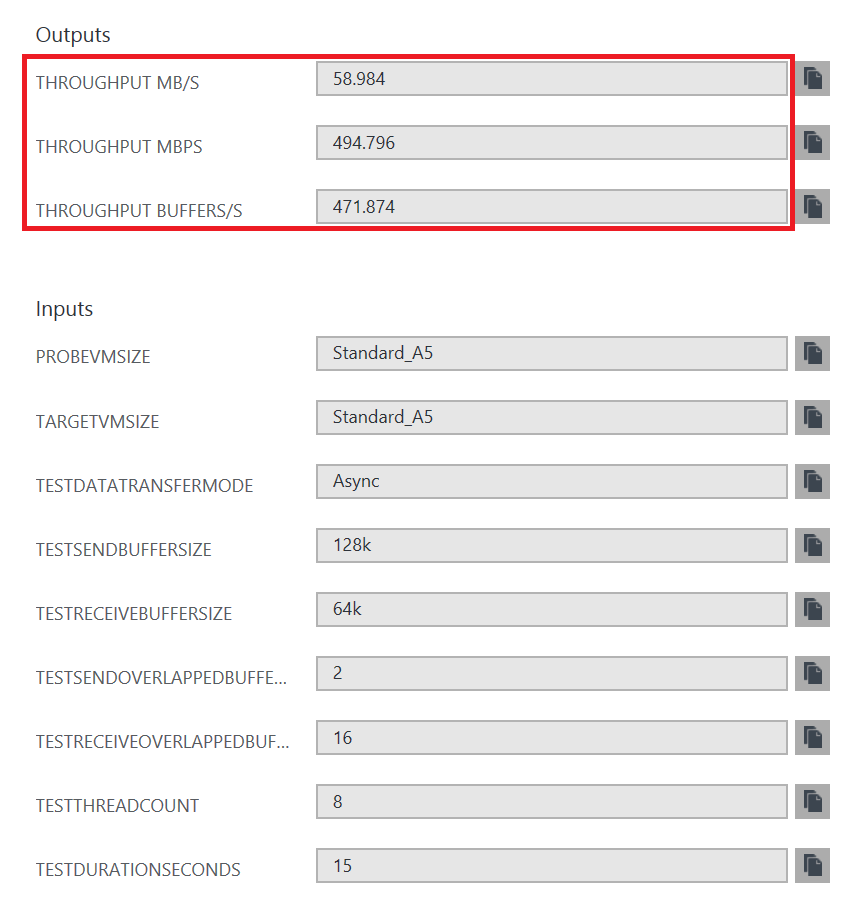 Outputs
THROUGHPUT MB/S 58.984
THROUGHPUT MBPS 494.796
THROUGHPUT BUFFERS/S 471.874
Inputs
PROBEVMSIZE Standard_A5
TARGETVMSIZE Standard_A5
TESTDATATRANSFERMODE Async
TESTSENDBUFFERSIZE 128k
TESTRECEIVEBUFFERSIZE 64k
TESTSENDOVERLAPPEDBUFFE... 2
TESTRECEIVEOVERLAPPEDBUF... 16
TESTTHREADCOUNT 8
TESTDURATIONSECONDS 15